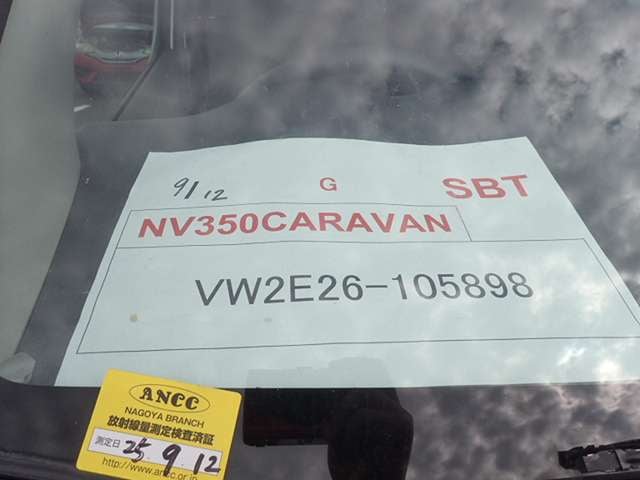 9/12 G SBT
NV350CARAVAN
VW2E26-105898
ANCC
NAGOYA BRANCH
放射線量測定検査済証
測定日 25 9. 12
http://www.ancc.or.jp